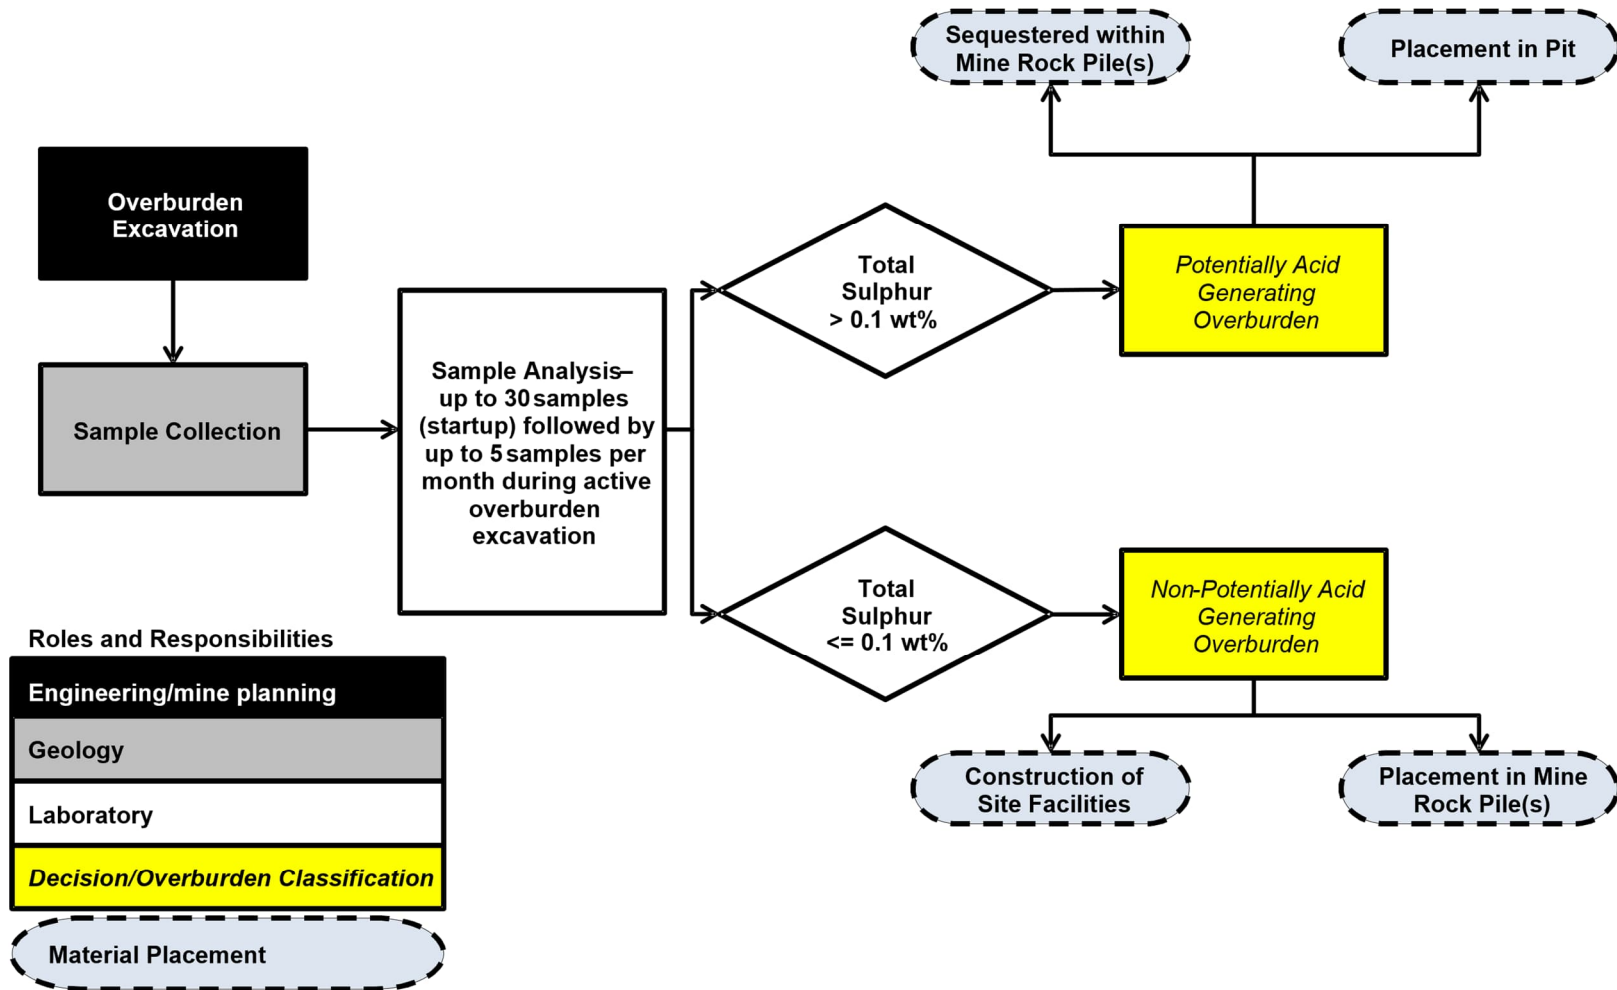 Sequestered within
Mine Rock Pile(s)
Placement in Pit
Overburden
Excavation
Total
Sulphur
> 0.1 wt%
Potentially Acid
Generating
Overburden
Sample Collection
Sample Analysis–
up to 30 samples
(startup) followed by
up to 5 samples per
month during active
overburden
excavation
Total
Sulphur
<= 0.1 wt%
Non-Potentially Acid
Generating
Overburden
Construction of
Site Facilities
Placement in Mine
Rock Pile(s)
Roles and Responsibilities
Engineering/mine planning
Geology
Laboratory
Decision/Overburden Classification
Material Placement